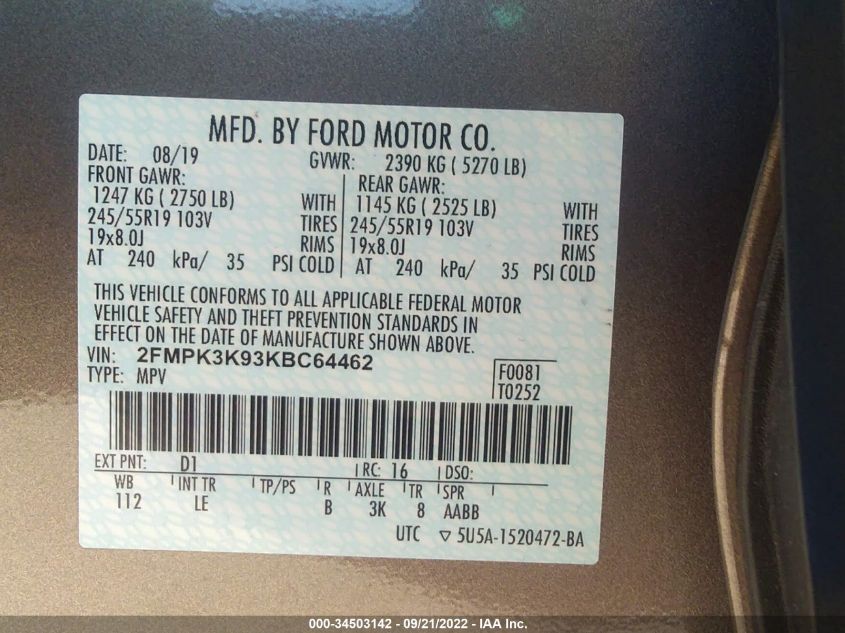 MFD. BY FORD MOTOR CO.
DATE: 08/19 GVWR: 2390 KG ( 5270 LB)
FRONT GAWR: REAR GAWR:
1247 KG ( 2750 LB) WITH 1145 KG ( 2525 LB) WITH
245/55R19 103V TIRES 245/55R19 103V TIRES
19x8.0J RIMS 19x8.0J RIMS
AT 240 kPa/ 35 PSI COLD AT 240 kPa/ 35 PSI COLD
THIS VEHICLE CONFORMS TO ALL APPLICABLE FEDERAL MOTOR
VEHICLE SAFETY AND THEFT PREVENTION STANDARDS IN
EFFECT ON THE DATE OF MANUFACTURE SHOWN ABOVE.
VIN: 2FMPK3K93KBC64462 F0081
TYPE: MPV T0252
EXT PNT: D1 RC: 16 DSO:
WB INT TR TP/PS R AXLE TR SPR
112 LE B 3K 8 AABB
UTC ▽ 5U5A-1520472-BA
000-34503142 - 09/21/2022 - IAA Inc.